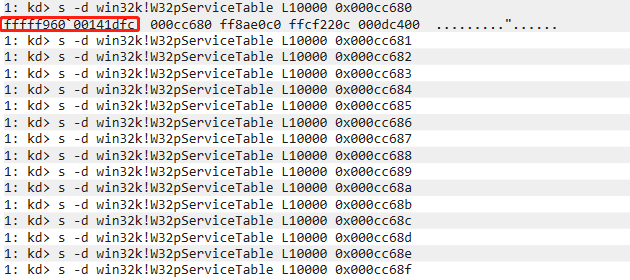 1: kd> s -d win32k!W32pServiceTable L10000 0x000cc680
fffff960`00141dfc  000cc680 ff8ae0c0 ffcf220c 000dc400  ........."......
1: kd> s -d win32k!W32pServiceTable L10000 0x000cc681
1: kd> s -d win32k!W32pServiceTable L10000 0x000cc682
1: kd> s -d win32k!W32pServiceTable L10000 0x000cc683
1: kd> s -d win32k!W32pServiceTable L10000 0x000cc684
1: kd> s -d win32k!W32pServiceTable L10000 0x000cc685
1: kd> s -d win32k!W32pServiceTable L10000 0x000cc686
1: kd> s -d win32k!W32pServiceTable L10000 0x000cc687
1: kd> s -d win32k!W32pServiceTable L10000 0x000cc688
1: kd> s -d win32k!W32pServiceTable L10000 0x000cc689
1: kd> s -d win32k!W32pServiceTable L10000 0x000cc68a
1: kd> s -d win32k!W32pServiceTable L10000 0x000cc68b
1: kd> s -d win32k!W32pServiceTable L10000 0x000cc68c
1: kd> s -d win32k!W32pServiceTable L10000 0x000cc68d
1: kd> s -d win32k!W32pServiceTable L10000 0x000cc68e
1: kd> s -d win32k!W32pServiceTable L10000 0x000cc68f